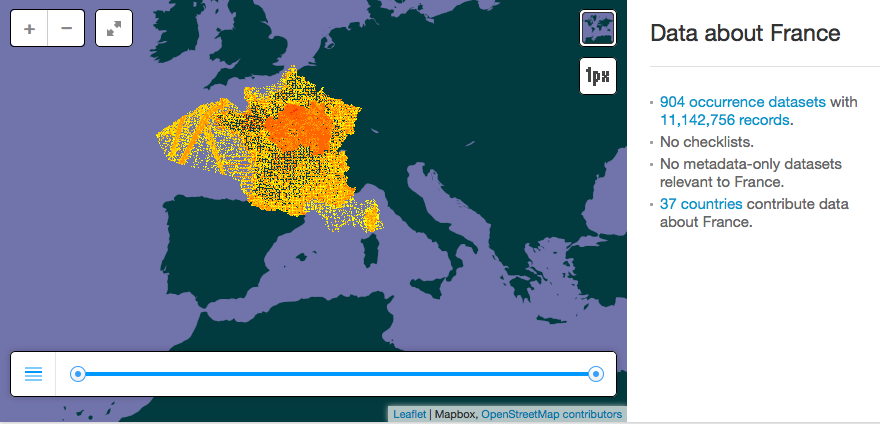 + −
1px
Data about France
904 occurrence datasets with
11,142,756 records.
No checklists.
No metadata-only datasets
relevant to France.
37 countries contribute data
about France.
Leaflet | Mapbox, OpenStreetMap contributors